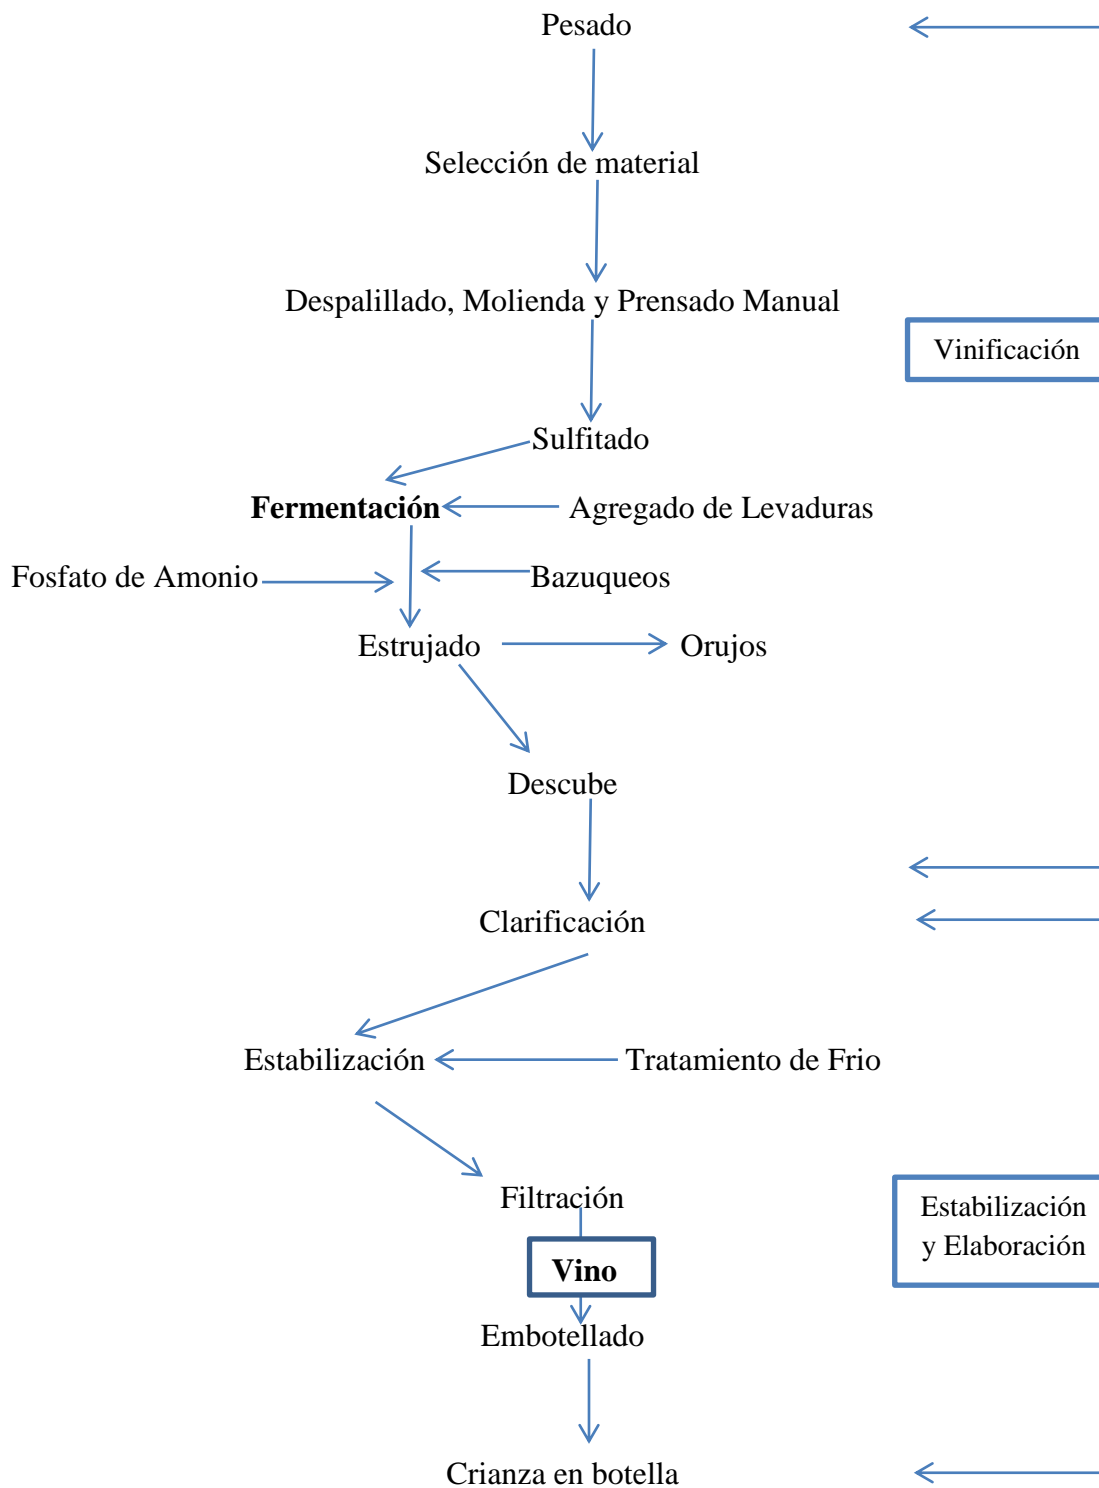 Pesado
Selección de material
Despalillado, Molienda y Prensado Manual
Vinificación
Sulfitado
Fermentación
Agregado de Levaduras
Fosfato de Amonio
Bazuqueos
Estrujado
Orujos
Descube
Clarificación
Estabilización
Tratamiento de Frio
Filtración
Estabilización
y Elaboración
Vino
Embotellado
Crianza en botella